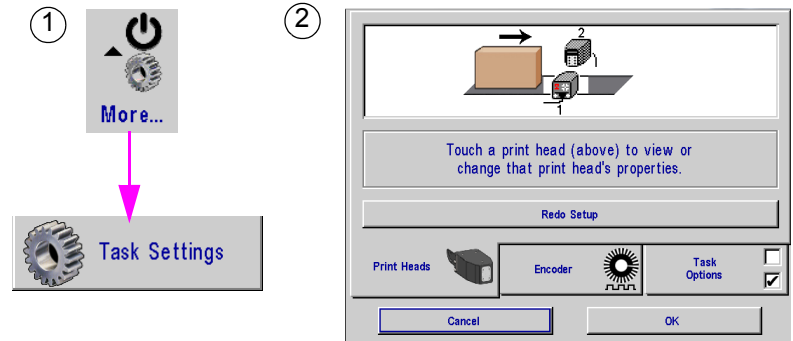 1
More...
Task Settings
2
2
1
Touch a print head (above) to view or
change that print head's properties.
Redo Setup
Print Heads
Encoder
Task
Options
Cancel
OK